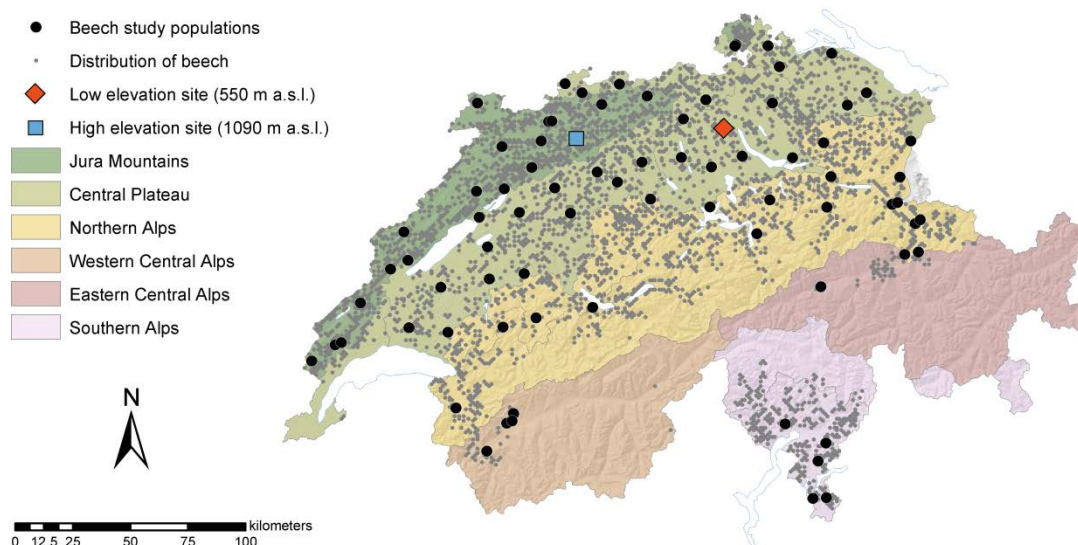 Beech study populations
Distribution of beech
Low elevation site (550 m a.s.l.)
High elevation site (1090 m a.s.l.)
Jura Mountains
Central Plateau
Northern Alps
Western Central Alps
Eastern Central Alps
Southern Alps
N
kilometers
0 12.5 25 50 75 100